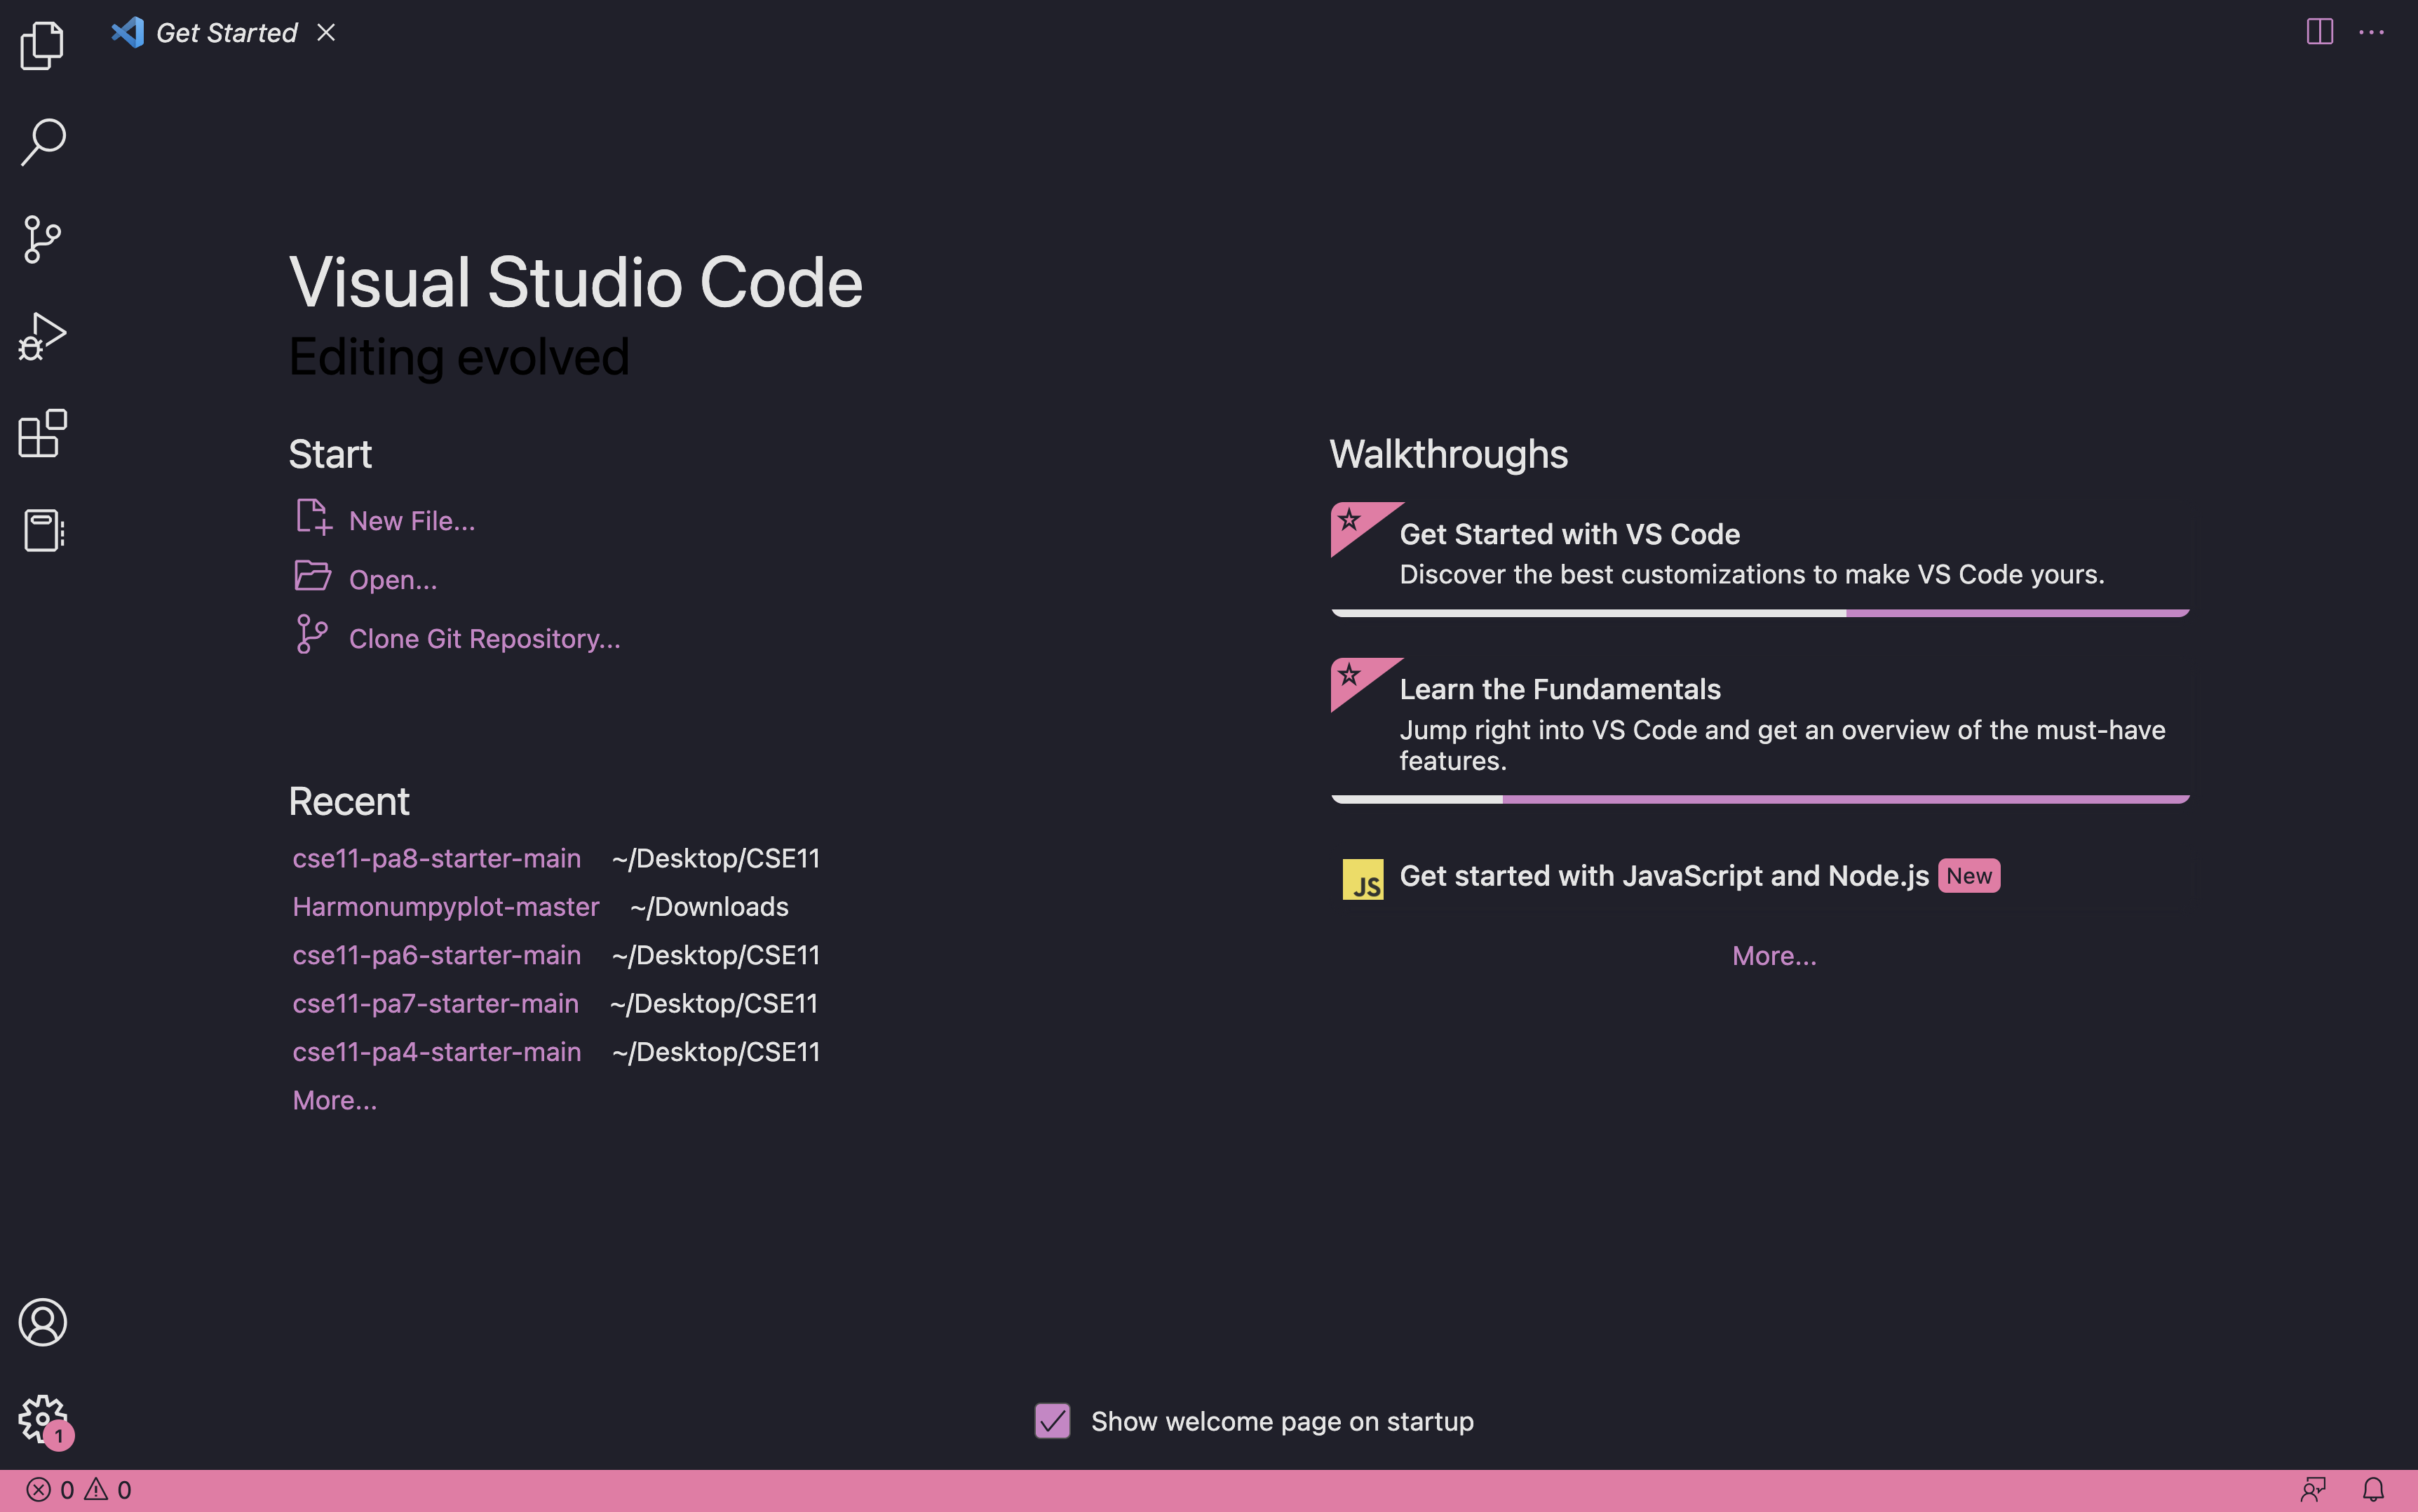 Get Started
Visual Studio Code
Editing evolved
Start
New File...
Open...
Clone Git Repository...
Recent
cse11-pa8-starter-main ~/Desktop/CSE11
Harmonumpyplot-master ~/Downloads
cse11-pa6-starter-main ~/Desktop/CSE11
cse11-pa7-starter-main ~/Desktop/CSE11
cse11-pa4-starter-main ~/Desktop/CSE11
More...
Walkthroughs
Get Started with VS Code
Discover the best customizations to make VS Code yours.
Learn the Fundamentals
Jump right into VS Code and get an overview of the must-have
features.
JS Get started with JavaScript and Node.js New
More...
Show welcome page on startup
1
0 0